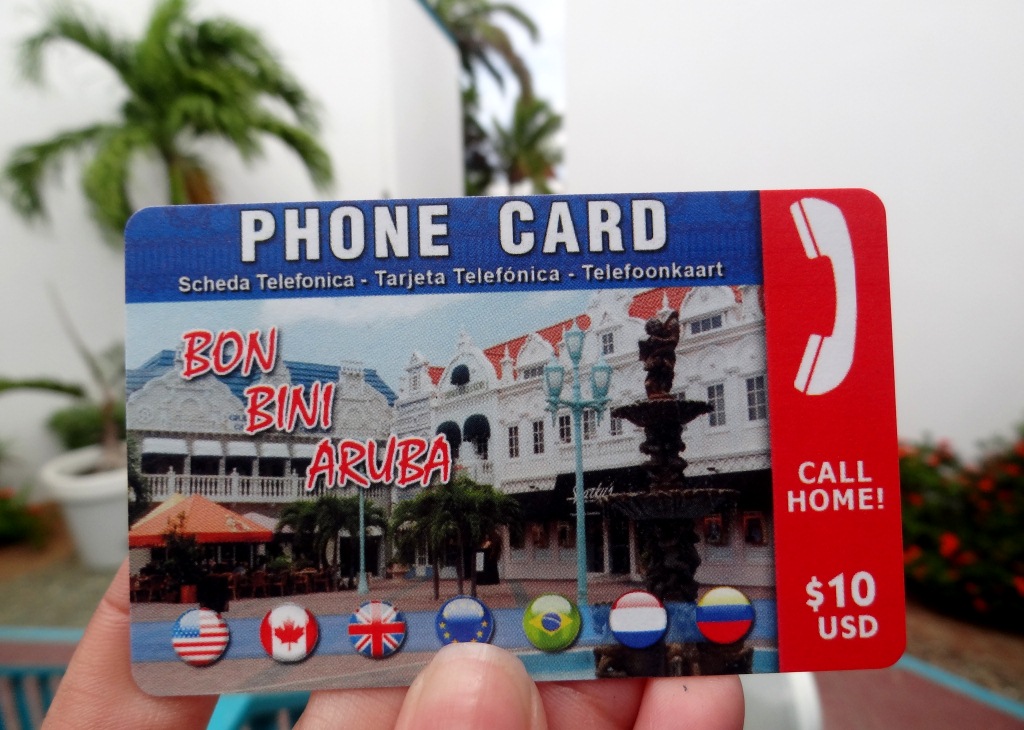 PHONE CARD
Scheda Telefonica - Tarjeta Telefónica - Telefoonkaart
BON
BINI
ARUBA
CALL
HOME!
$10
USD